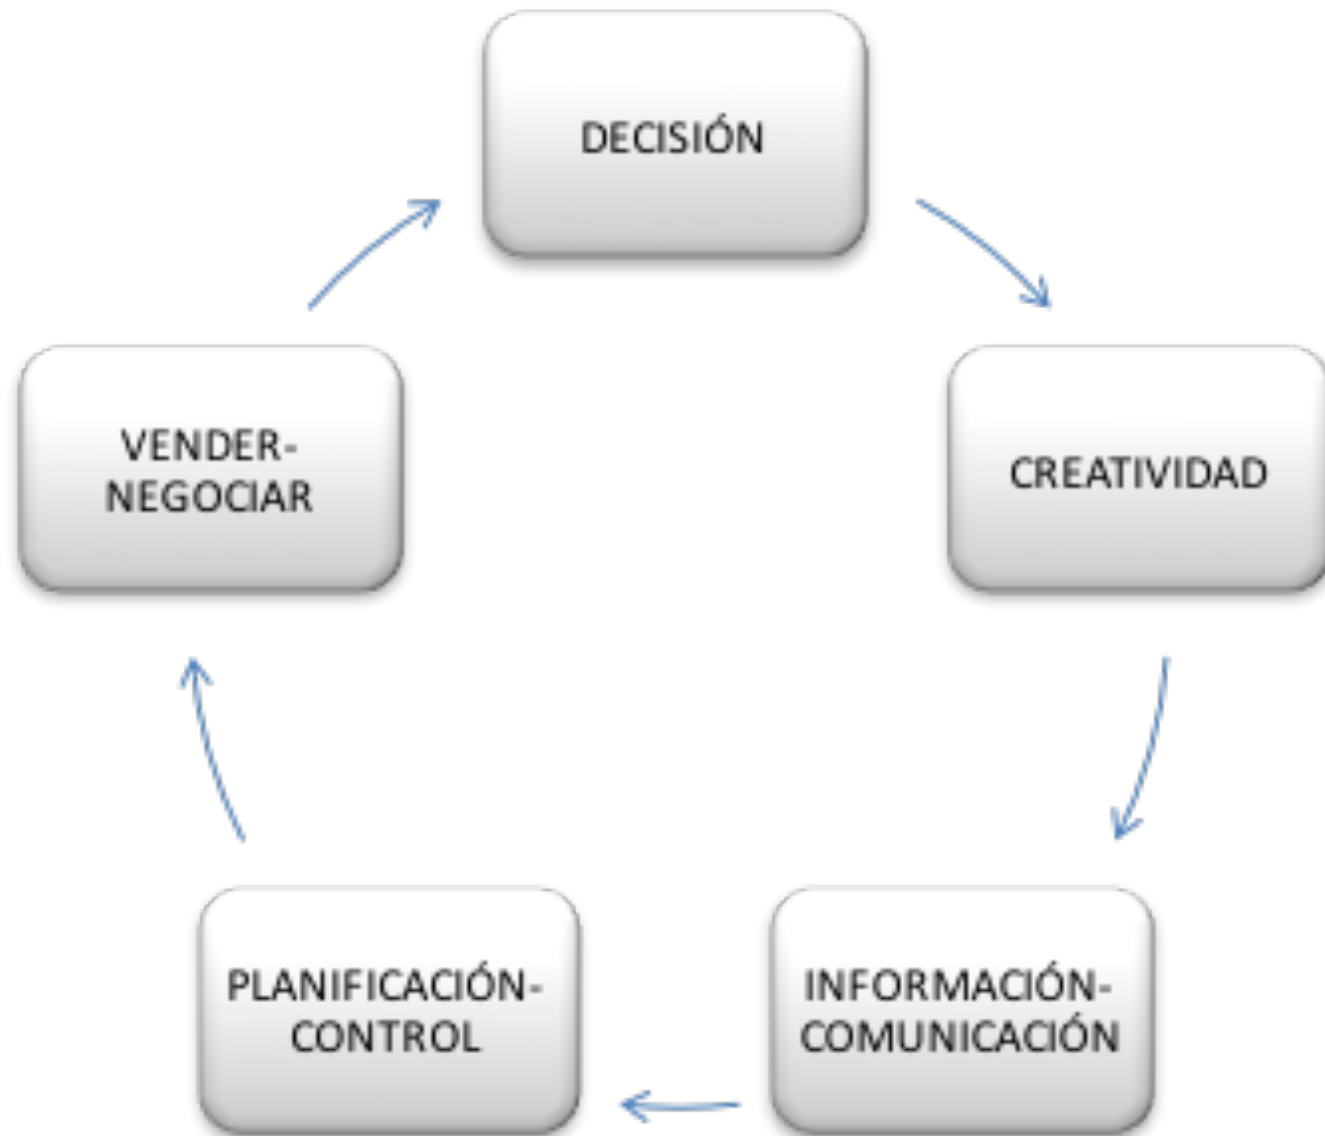 DECISIÓN
CREATIVIDAD
INFORMACIÓN-
COMUNICACIÓN
PLANIFICACIÓN-
CONTROL
VENDER-
NEGOCIAR